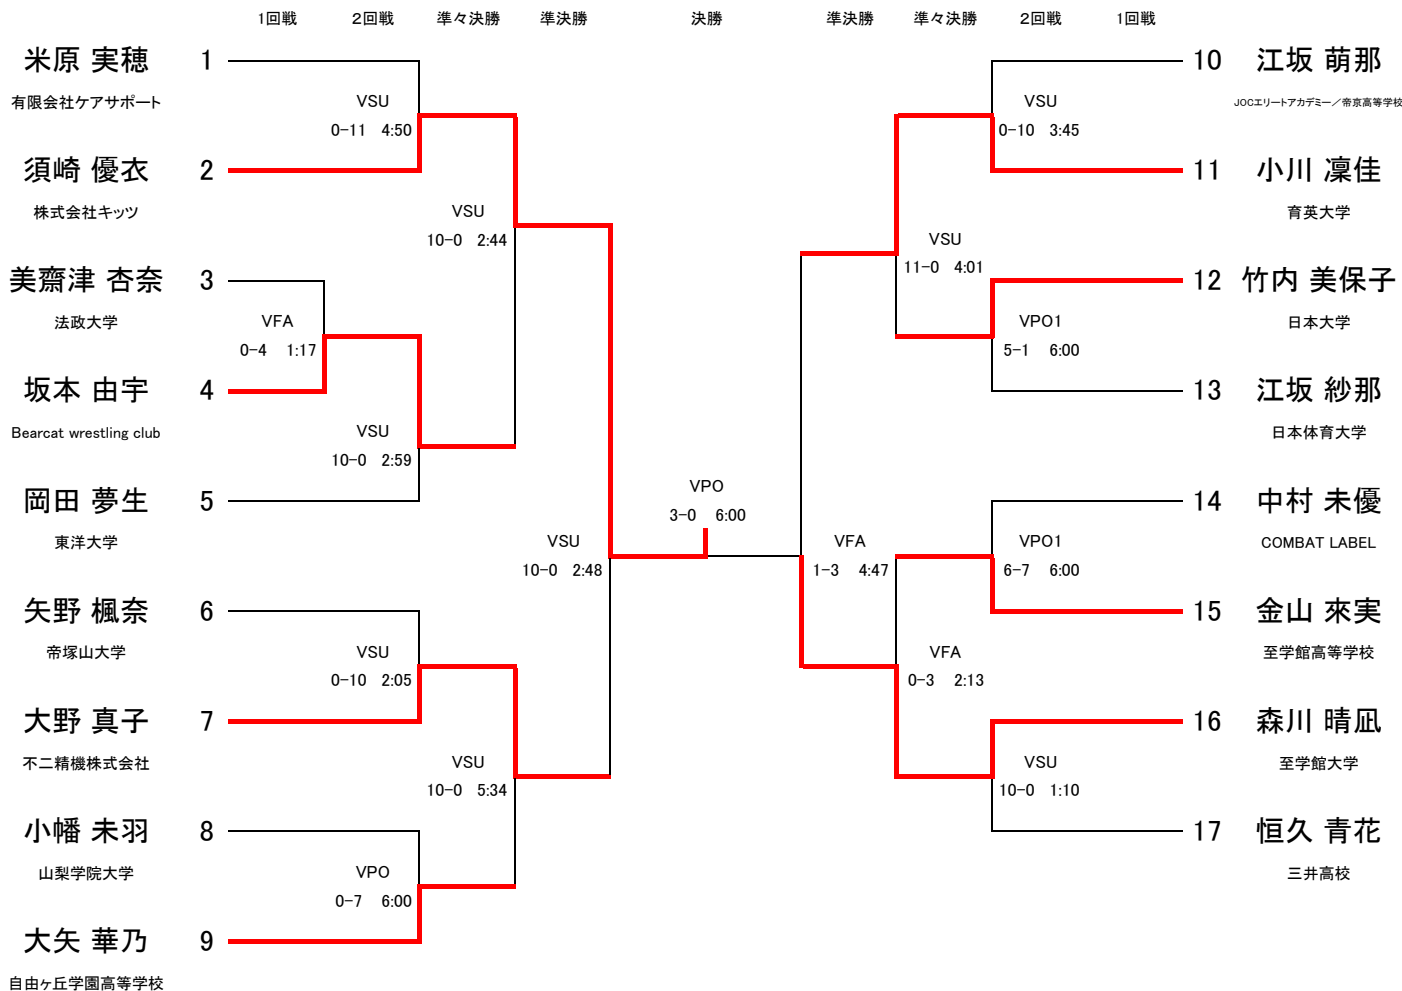 1回戦 2回戦 準々決勝 準決勝 決勝 準決勝 準々決勝 2回戦 1回戦
米原 実穂 1
有限会社ケアサポート
VSU
0-11 4:50
須崎 優衣 2
株式会社キッツ
VSU
10-0 2:44
美齋津 杏奈 3
法政大学
VFA
0-4 1:17
坂本 由宇 4
Bearcat wrestling club
VSU
10-0 2:59
岡田 夢生 5
東洋大学
VSU
10-0 2:48
矢野 楓奈 6
帝塚山大学
VSU
0-10 2:05
大野 真子 7
不二精機株式会社
VSU
10-0 5:34
小幡 未羽 8
山梨学院大学
VPO
0-7 6:00
大矢 華乃 9
自由ヶ丘学園高等学校
VPO
3-0 6:00
10 江坂 萌那
JOCエリートアカデミー/帝京高等学校
VSU
0-10 3:45
11 小川 凜佳
育英大学
VSU
11-0 4:01
12 竹内 美保子
日本大学
VPO1
5-1 6:00
13 江坂 紗那
日本体育大学
VFA
1-3 4:47
14 中村 未優
COMBAT LABEL
VPO1
6-7 6:00
15 金山 來実
至学館高等学校
VFA
0-3 2:13
16 森川 晴凪
至学館大学
VSU
10-0 1:10
17 恒久 青花
三井高校